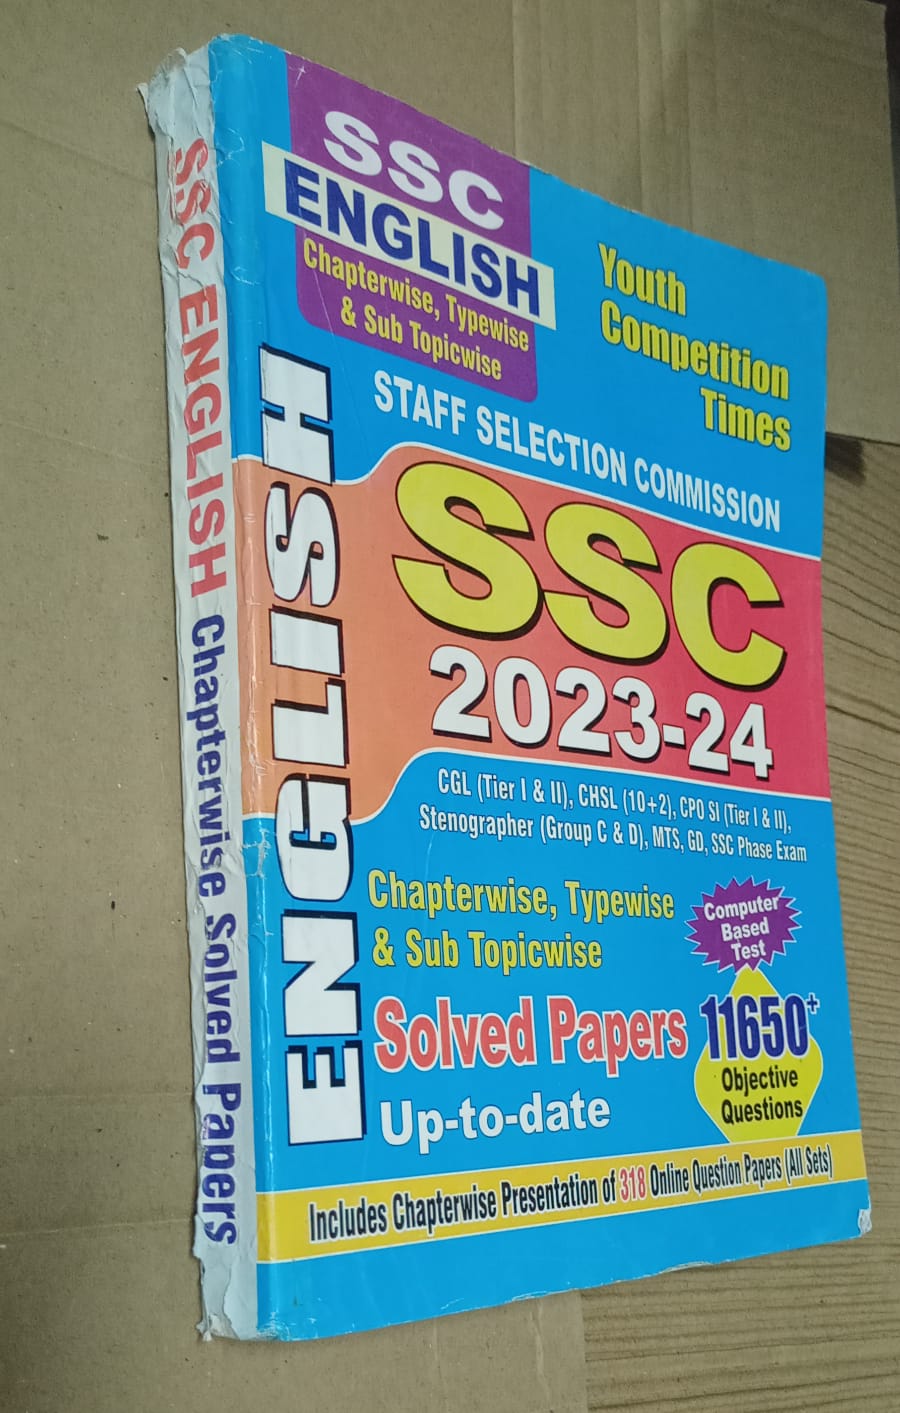 SSC ENGLISH Chapterwise Solved Papers
SSC
ENGLISH
Chapterwise, Typewise
& Sub Topicwise
Youth
Competition
Times
STAFF SELECTION COMMISSION
ENGLISH
SSC
2023-24
CGL (Tier I & II), CHSL (10+2), CPO SI (Tier I & II),
Stenographer (Group C & D), MTS, GD, SSC Phase Exam
Chapterwise, Typewise
& Sub Topicwise
Computer
Based
Test
Solved Papers
11650+
Objective
Questions
Up-to-date
Includes Chapterwise Presentation of 318 Online Question Papers (All Sets)